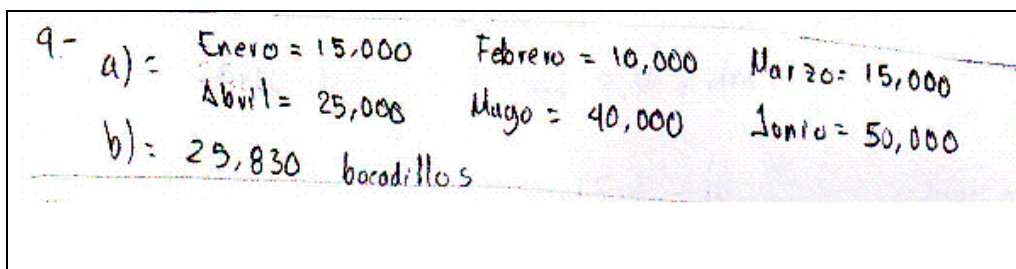 9.- a) = Enero = 15,000 Febrero = 10,000 Marzo = 15,000
Abril = 25,000 Mayo = 40,000 Junio = 50,000
b) = 25,830 bocadillos